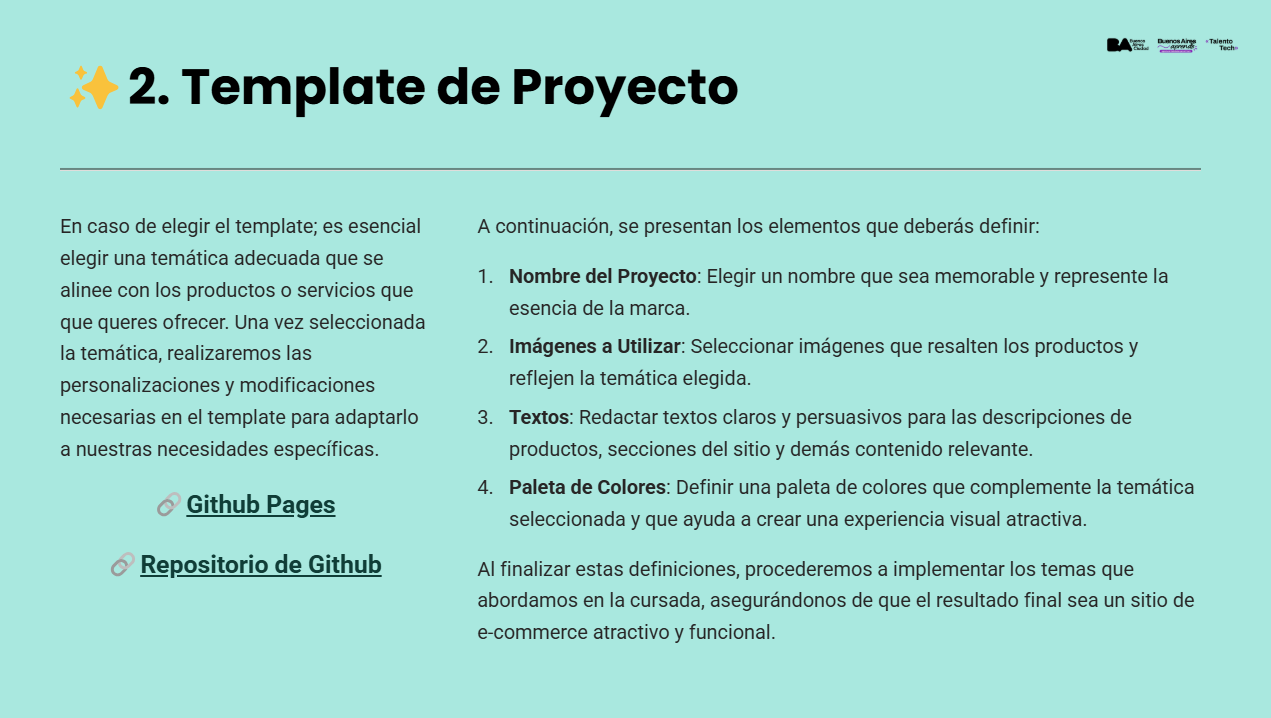 BA Buenos Aires Ciudad
Buenos Aires aprende
Talento Tech
✨2. Template de Proyecto
En caso de elegir el template; es esencial
elegir una temática adecuada que se
alinee con los productos o servicios que
que queres ofrecer. Una vez seleccionada
la temática, realizaremos las
personalizaciones y modificaciones
necesarias en el template para adaptarlo
a nuestras necesidades específicas.
🔗 Github Pages
🔗 Repositorio de Github
A continuación, se presentan los elementos que deberás definir:
1. Nombre del Proyecto: Elegir un nombre que sea memorable y represente la
esencia de la marca.
2. Imágenes a Utilizar: Seleccionar imágenes que resalten los productos y
reflejen la temática elegida.
3. Textos: Redactar textos claros y persuasivos para las descripciones de
productos, secciones del sitio y demás contenido relevante.
4. Paleta de Colores: Definir una paleta de colores que complemente la temática
seleccionada y que ayuda a crear una experiencia visual atractiva.
Al finalizar estas definiciones, procederemos a implementar los temas que
abordamos en la cursada, asegurándonos de que el resultado final sea un sitio de
e-commerce atractivo y funcional.